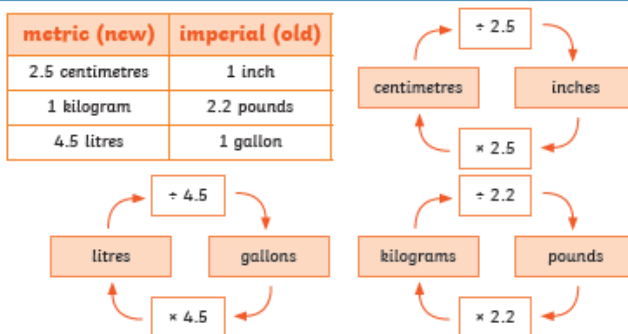 metric (new) imperial (old)
2.5 centimetres 1 inch
1 kilogram 2.2 pounds
4.5 litres 1 gallon
÷ 2.5
centimetres inches
× 2.5
÷ 4.5
litres gallons
× 4.5
÷ 2.2
kilograms pounds
× 2.2